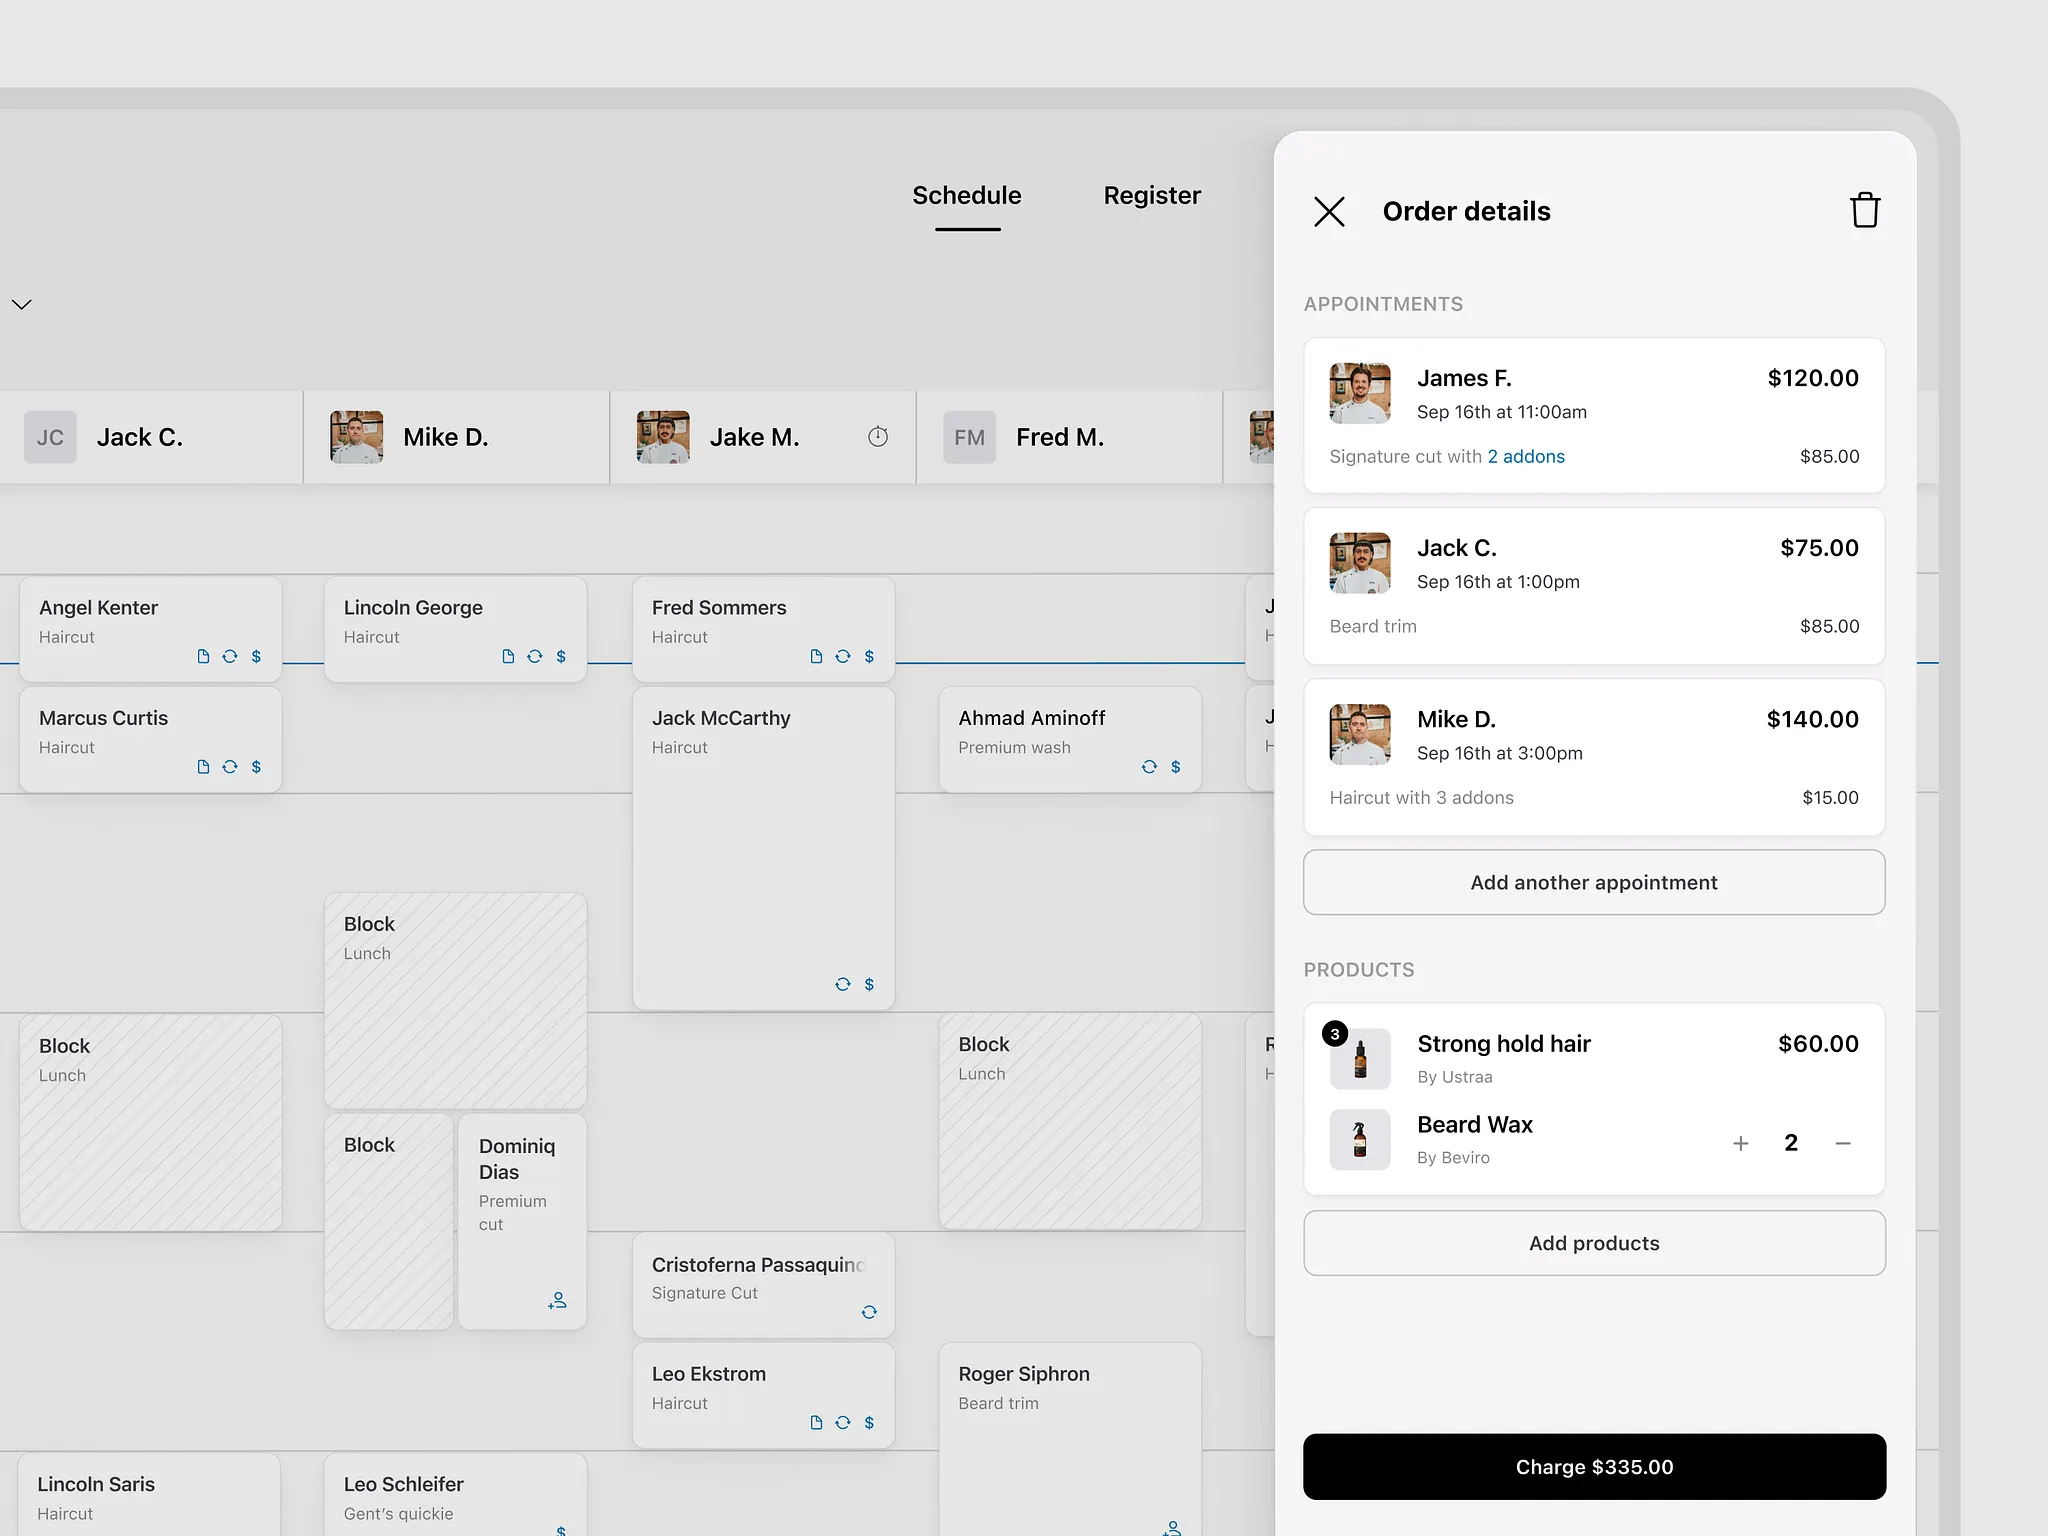 Schedule
Register
JC
Jack C.
Mike D.
Jake M.
FM
Fred M.
Angel Kenter
Haircut
$
Lincoln George
Haircut
$
Fred Sommers
Haircut
$
Marcus Curtis
Haircut
$
Jack McCarthy
Haircut
$
Ahmad Aminoff
Premium wash
$
Block
Lunch
Block
Lunch
Block
Lunch
Block
Dominiq
Dias
Premium
cut
Cristoferna Passaquin
Signature Cut
Leo Ekstrom
Haircut
$
Roger Siphron
Beard trim
Lincoln Saris
Haircut
Leo Schleifer
Gent's quickie
$
Order details
APPOINTMENTS
James F.
$120.00
Sep 16th at 11:00am
Signature cut with 2 addons
$85.00
Jack C.
$75.00
Sep 16th at 1:00pm
Beard trim
$85.00
Mike D.
$140.00
Sep 16th at 3:00pm
Haircut with 3 addons
$15.00
Add another appointment
PRODUCTS
3
Strong hold hair
$60.00
By Ustraa
Beard Wax
By Beviro
+ 2 −
Add products
Charge $335.00